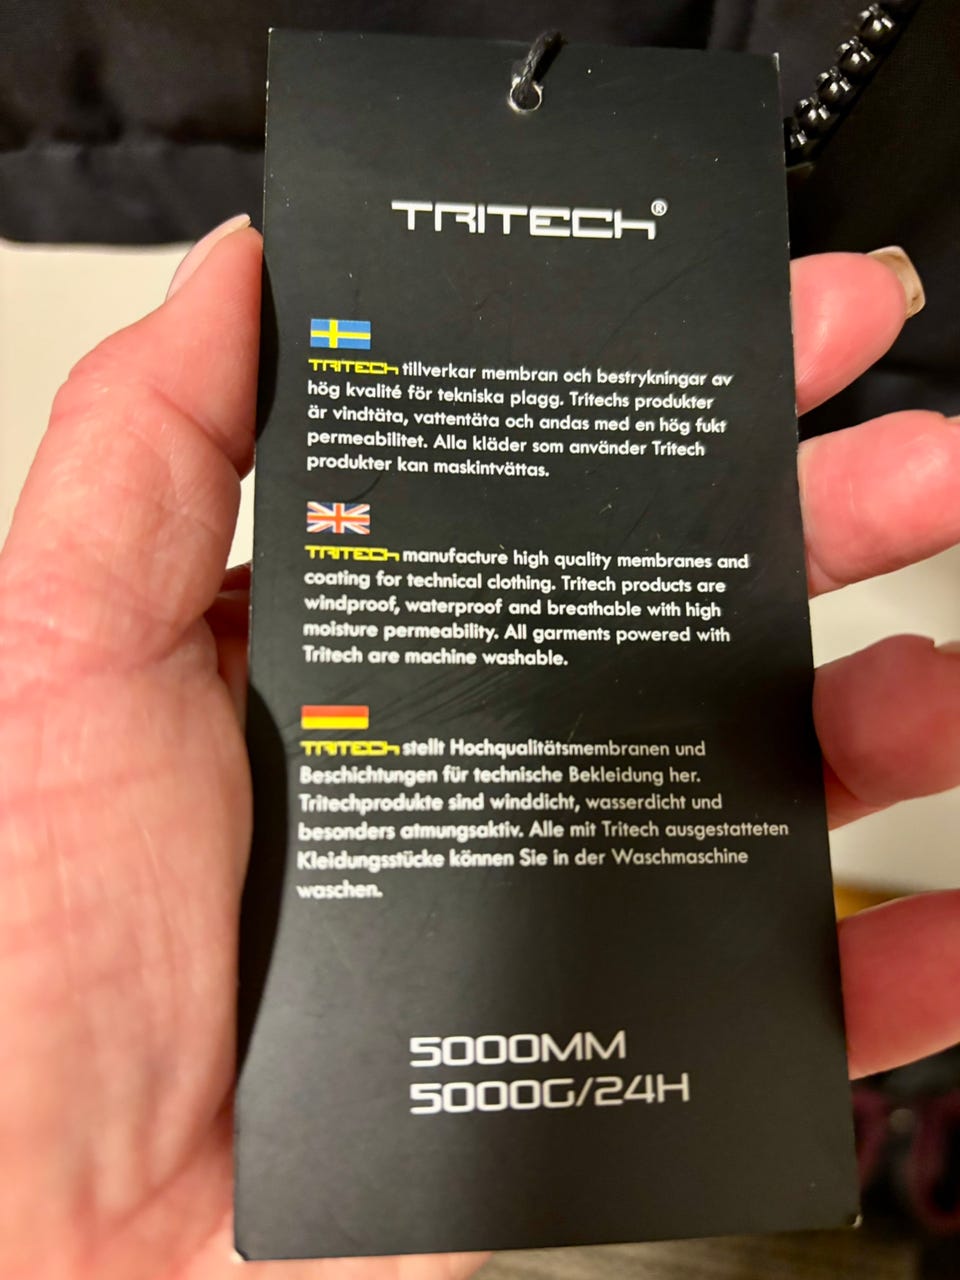 TRITECH®
TRITECH tillverkar membran och bestrykningar av
hög kvalité för tekniska plagg. Tritechs produkter
är vindtäta, vattentäta och andas med en hög fukt
permeabilitet. Alla kläder som använder Tritech
produkter kan maskintvättas.
TRITECH manufacture high quality membranes and
coating for technical clothing. Tritech products are
windproof, waterproof and breathable with high
moisture permeability. All garments powered with
Tritech are machine washable.
TRITECH stellt Hochqualitätsmembranen und
Beschichtungen für technische Bekleidung her.
Tritechprodukte sind winddicht, wasserdicht und
besonders atmungsaktiv. Alle mit Tritech ausgestatteten
Kleidungsstücke können Sie in der Waschmaschine
waschen.
5000MM
5000G/24H